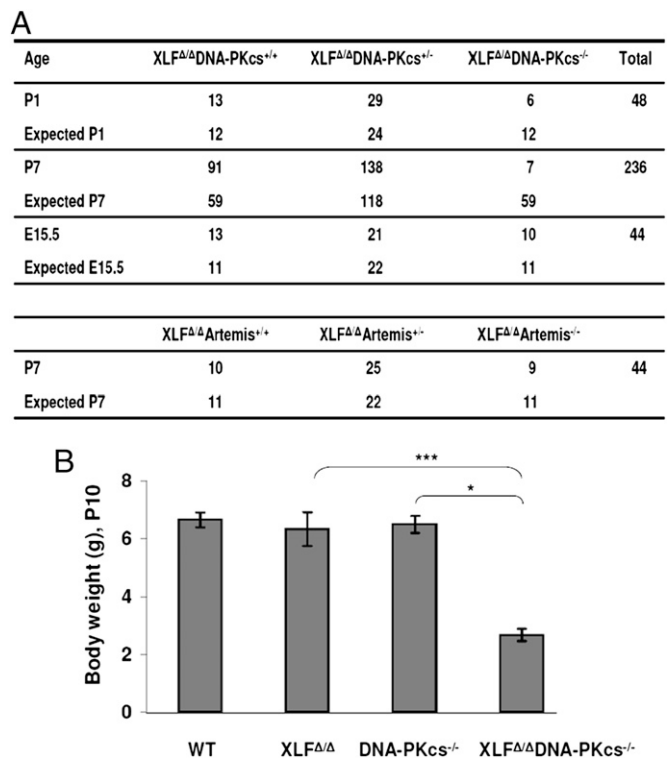 A
Age XLFΔ/ΔDNA-PKcs+/+ XLFΔ/ΔDNA-PKcs+/- XLFΔ/ΔDNA-PKcs-/- Total
P1 13 29 6 48
Expected P1 12 24 12
P7 91 138 7 236
Expected P7 59 118 59
E15.5 13 21 10 44
Expected E15.5 11 22 11
XLFΔ/ΔArtemis+/+ XLFΔ/ΔArtemis+/- XLFΔ/ΔArtemis-/-
P7 10 25 9 44
Expected P7 11 22 11
B
***
*
Body weight (g), P10
8
6
4
2
0
WT XLFΔ/Δ DNA-PKcs-/- XLFΔ/ΔDNA-PKcs-/-